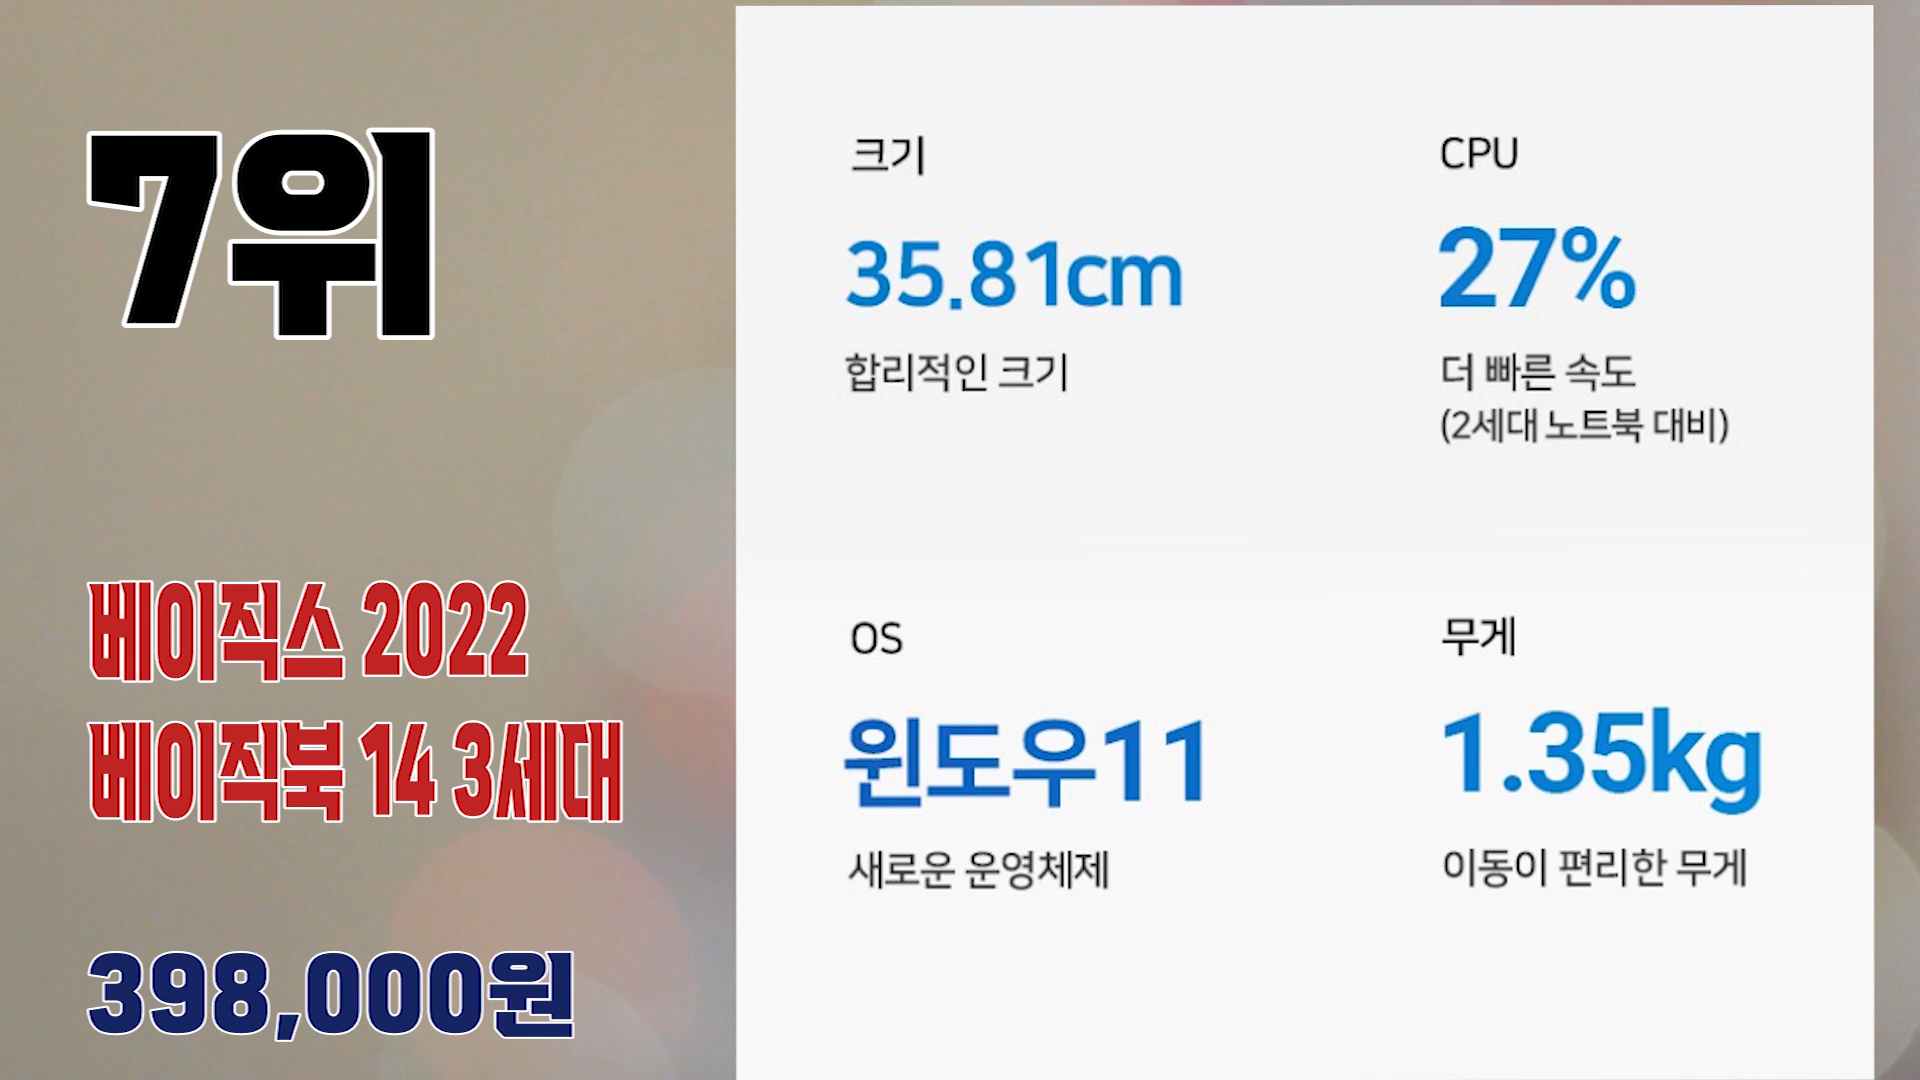 7위
베이직스 2022
베이직북 14 3세대
398,000원
크기
35.81cm
합리적인 크기
CPU
27%
더 빠른 속도
(2세대 노트북 대비)
OS
윈도우11
새로운 운영체제
무게
1.35kg
이동이 편리한 무게